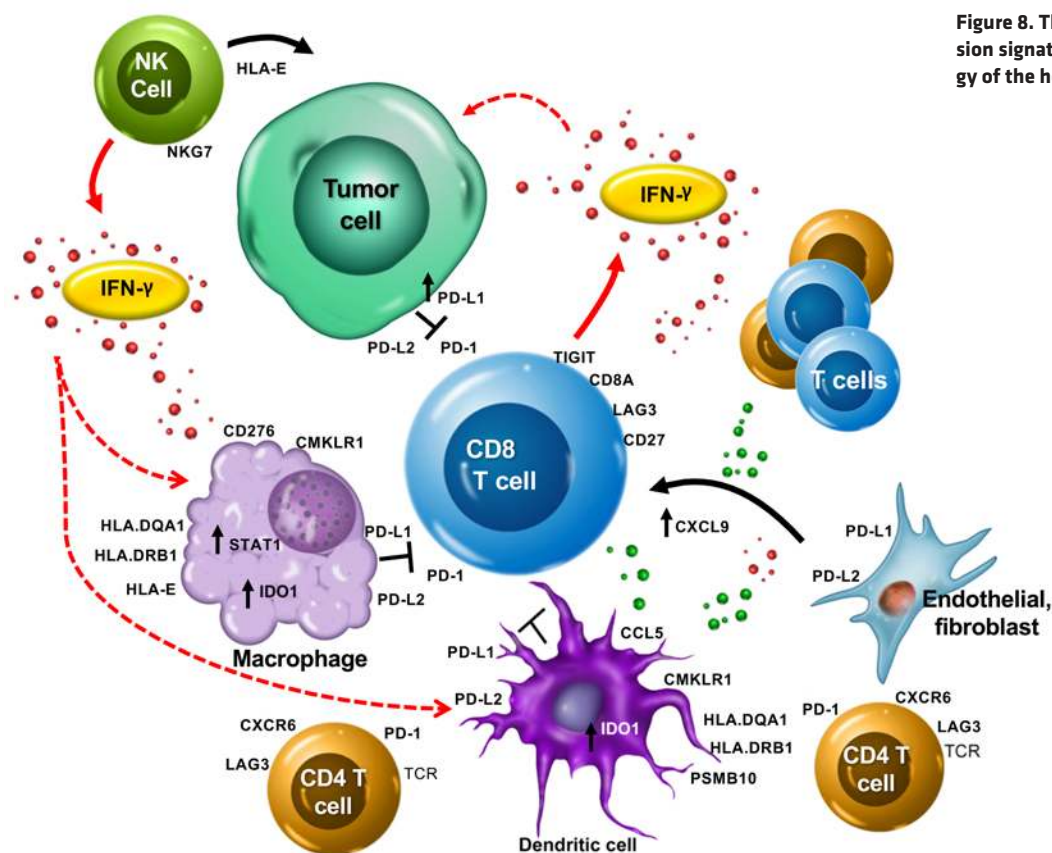 Figure 8. Th
sion signat
gy of the h
NK
Cell
HLA-E
NKG7
Tumor
cell
IFN-γ
IFN-γ
PD-L1
PD-L2
PD-1
T cells
TIGIT
CD8A
LAG3
CD27
CD8
T cell
CD276
CMKLR1
HLA.DQA1
STAT1
HLA.DRB1
HLA-E
IDO1
PD-L1
PD-1
PD-L2
Macrophage
CXCL9
PD-L1
PD-L2
Endothelial,
fibroblast
PD-L1
CCL5
PD-L2
CMKLR1
IDO1
HLA.DQA1
HLA.DRB1
PSMB10
Dendritic cell
CXCR6
PD-1
LAG3
TCR
CD4 T
cell
PD-1
CXCR6
LAG3
TCR
CD4 T
cell